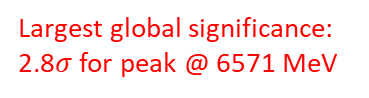 Largest global significance:
2.8σ for peak @ 6571 MeV